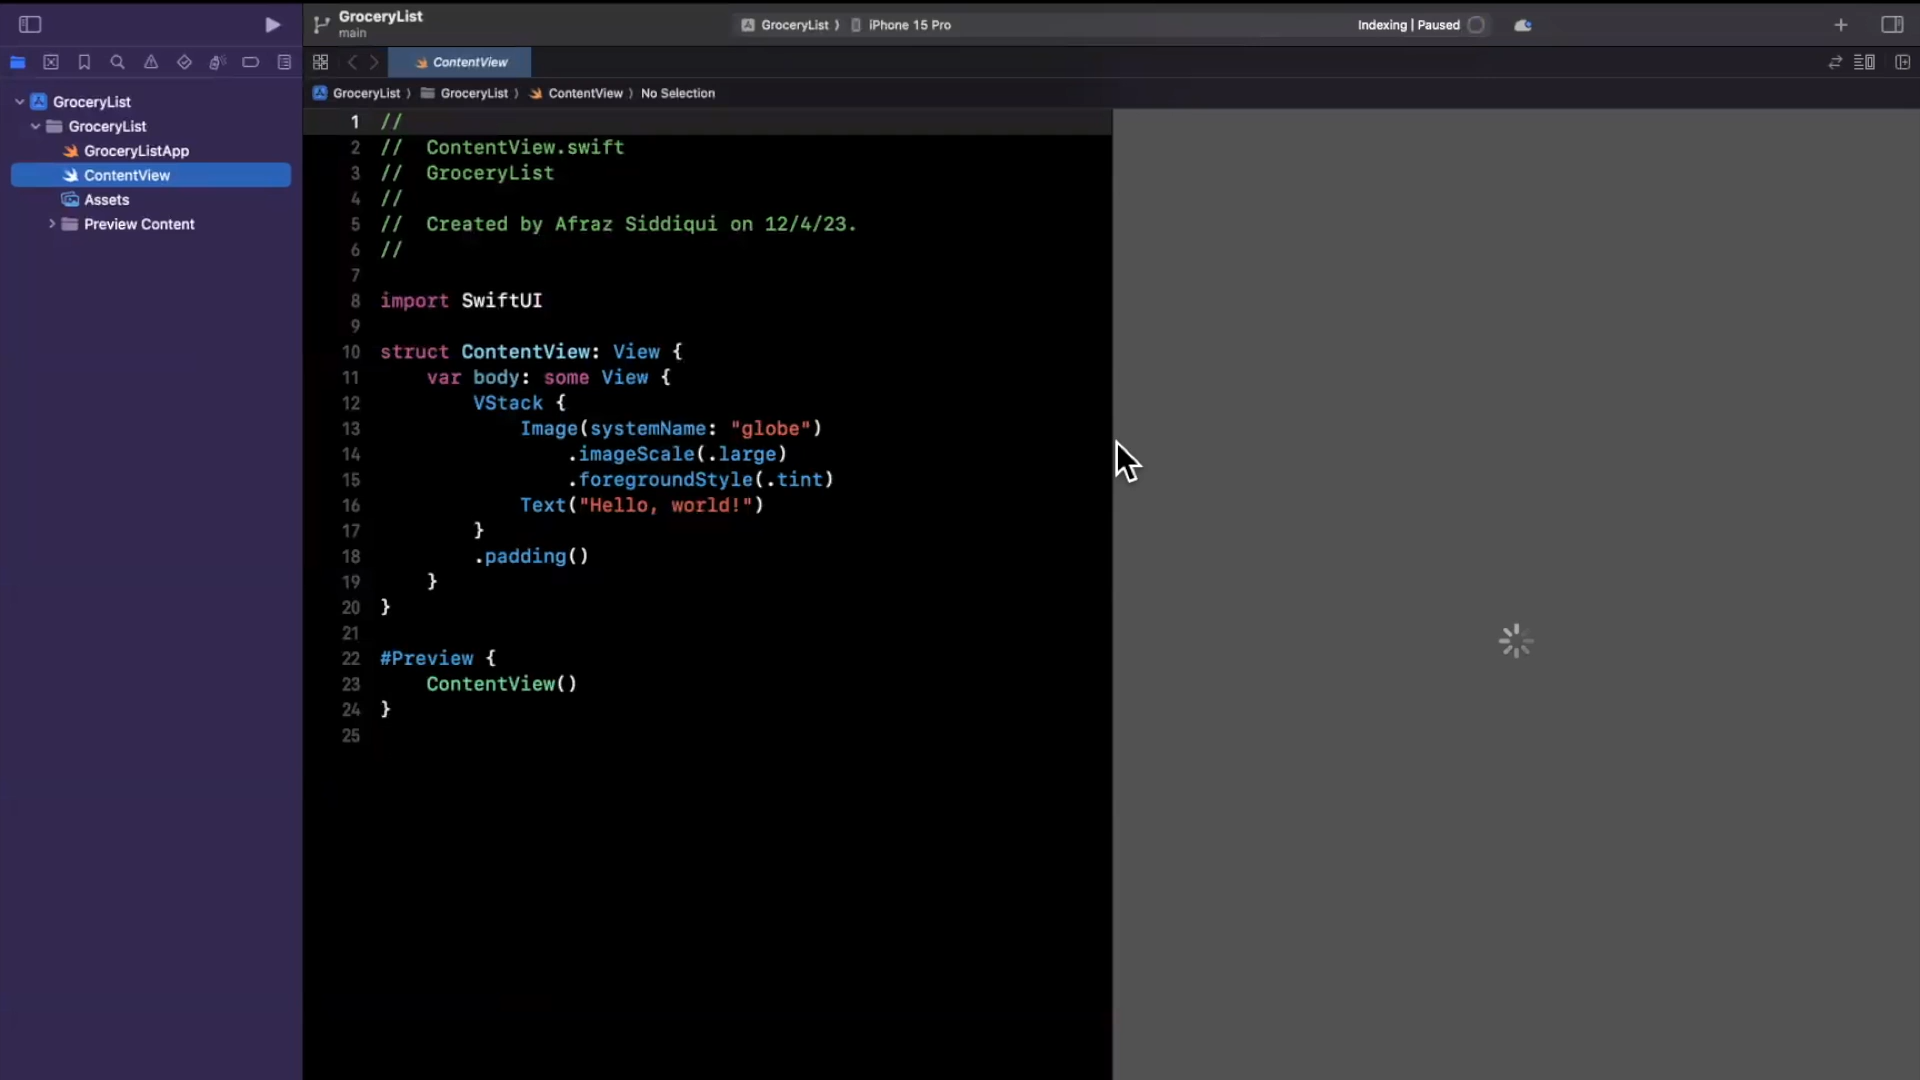 GroceryList
main
GroceryList ⟩ iPhone 15 Pro
Indexing | Paused
ContentView
GroceryList ⟩ GroceryList ⟩ ContentView ⟩ No Selection
GroceryList
GroceryList
GroceryListApp
ContentView
Assets
Preview Content
1 //
2 //  ContentView.swift
3 //  GroceryList
4 //
5 //  Created by Afraz Siddiqui on 12/4/23.
6 //
7
8 import SwiftUI
9
10 struct ContentView: View {
11     var body: some View {
12         VStack {
13             Image(systemName: "globe")
14                 .imageScale(.large)
15                 .foregroundStyle(.tint)
16             Text("Hello, world!")
17         }
18         .padding()
19     }
20 }
21
22 #Preview {
23     ContentView()
24 }
25